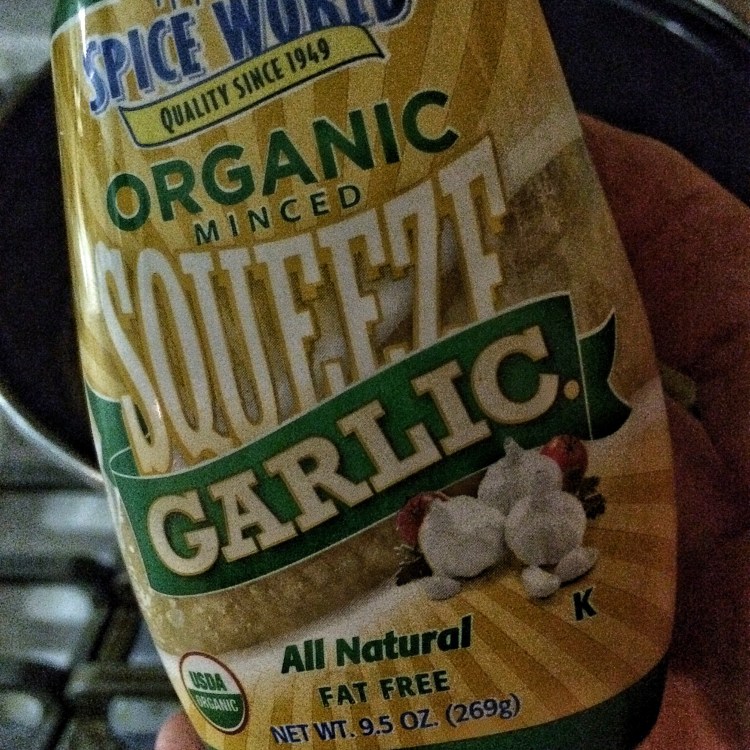 SPICE WORLD
QUALITY SINCE 1949
ORGANIC
MINCED
SQUEEZE
GARLIC.
K
All Natural
FAT FREE
USDA
ORGANIC
NET WT. 9.5 OZ. (269g)